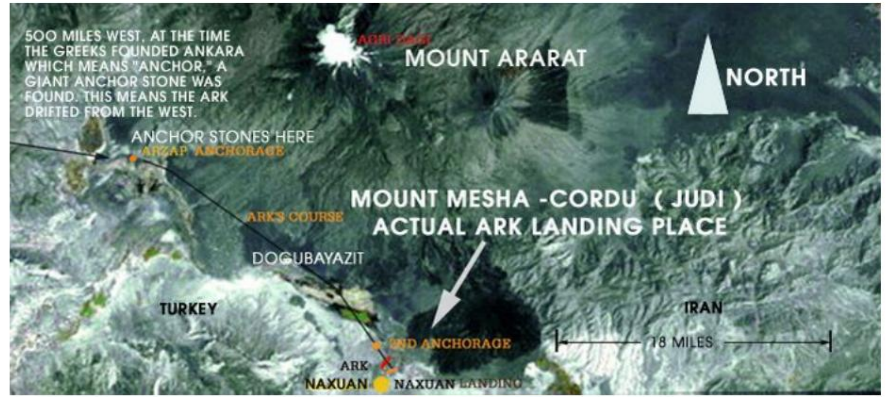 500 MILES WEST, AT THE TIME
THE GREEKS FOUNDED ANKARA
WHICH MEANS "ANCHOR," A
GIANT ANCHOR STONE WAS
FOUND. THIS MEANS THE ARK
DRIFTED FROM THE WEST.
AGRI DAGI
MOUNT ARARAT
NORTH
ANCHOR STONES HERE
ARZAP ANCHORAGE
MOUNT MESHA -CORDU ( JUDI )
ACTUAL ARK LANDING PLACE
ARKS COURSE
DOGUBAYAZIT
TURKEY
IRAN
2ND ANCHORAGE
18 MILES
ARK
NAXUAN
NAXUAN LANDING